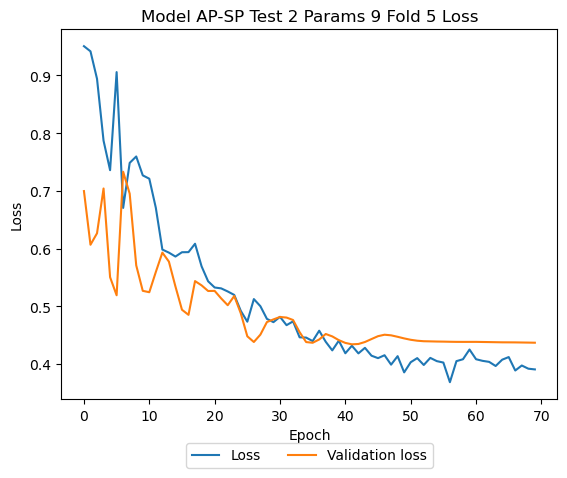 Model AP-SP Test 2 Params 9 Fold 5 Loss
0.9
0.8
0.7
0.6
0.5
0.4
Loss
0 10 20 30 40 50 60 70
Epoch
Loss Validation loss